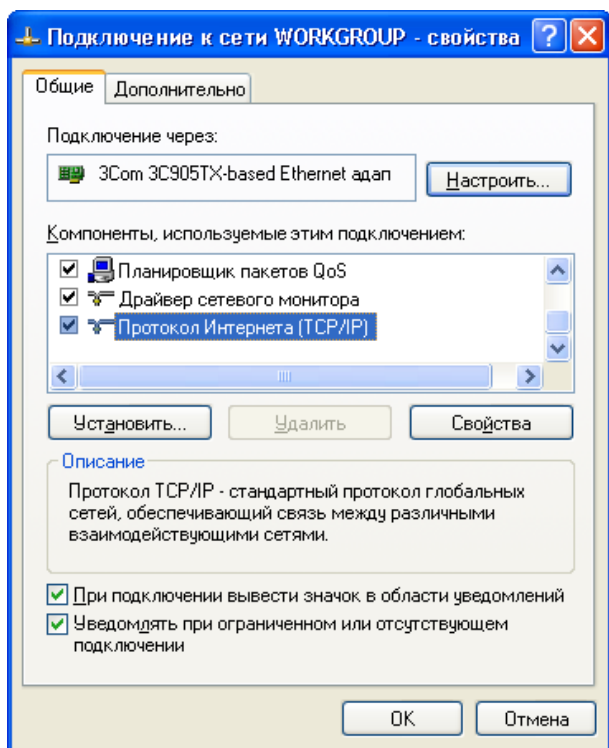 Подключение к сети WORKGROUP - свойства
Общие
Дополнительно
Подключение через:
3Com 3C905TX-based Ethernet адап
Настроить...
Компоненты, используемые этим подключением:
Планировщик пакетов QoS
Драйвер сетевого монитора
Протокол Интернета (TCP/IP)
Установить...
Удалить
Свойства
Описание
Протокол TCP/IP - стандартный протокол глобальных
сетей, обеспечивающий связь между различными
взаимодействующими сетями.
При подключении вывести значок в области уведомлений
Уведомлять при ограниченном или отсутствующем
подключении
OK
Отмена